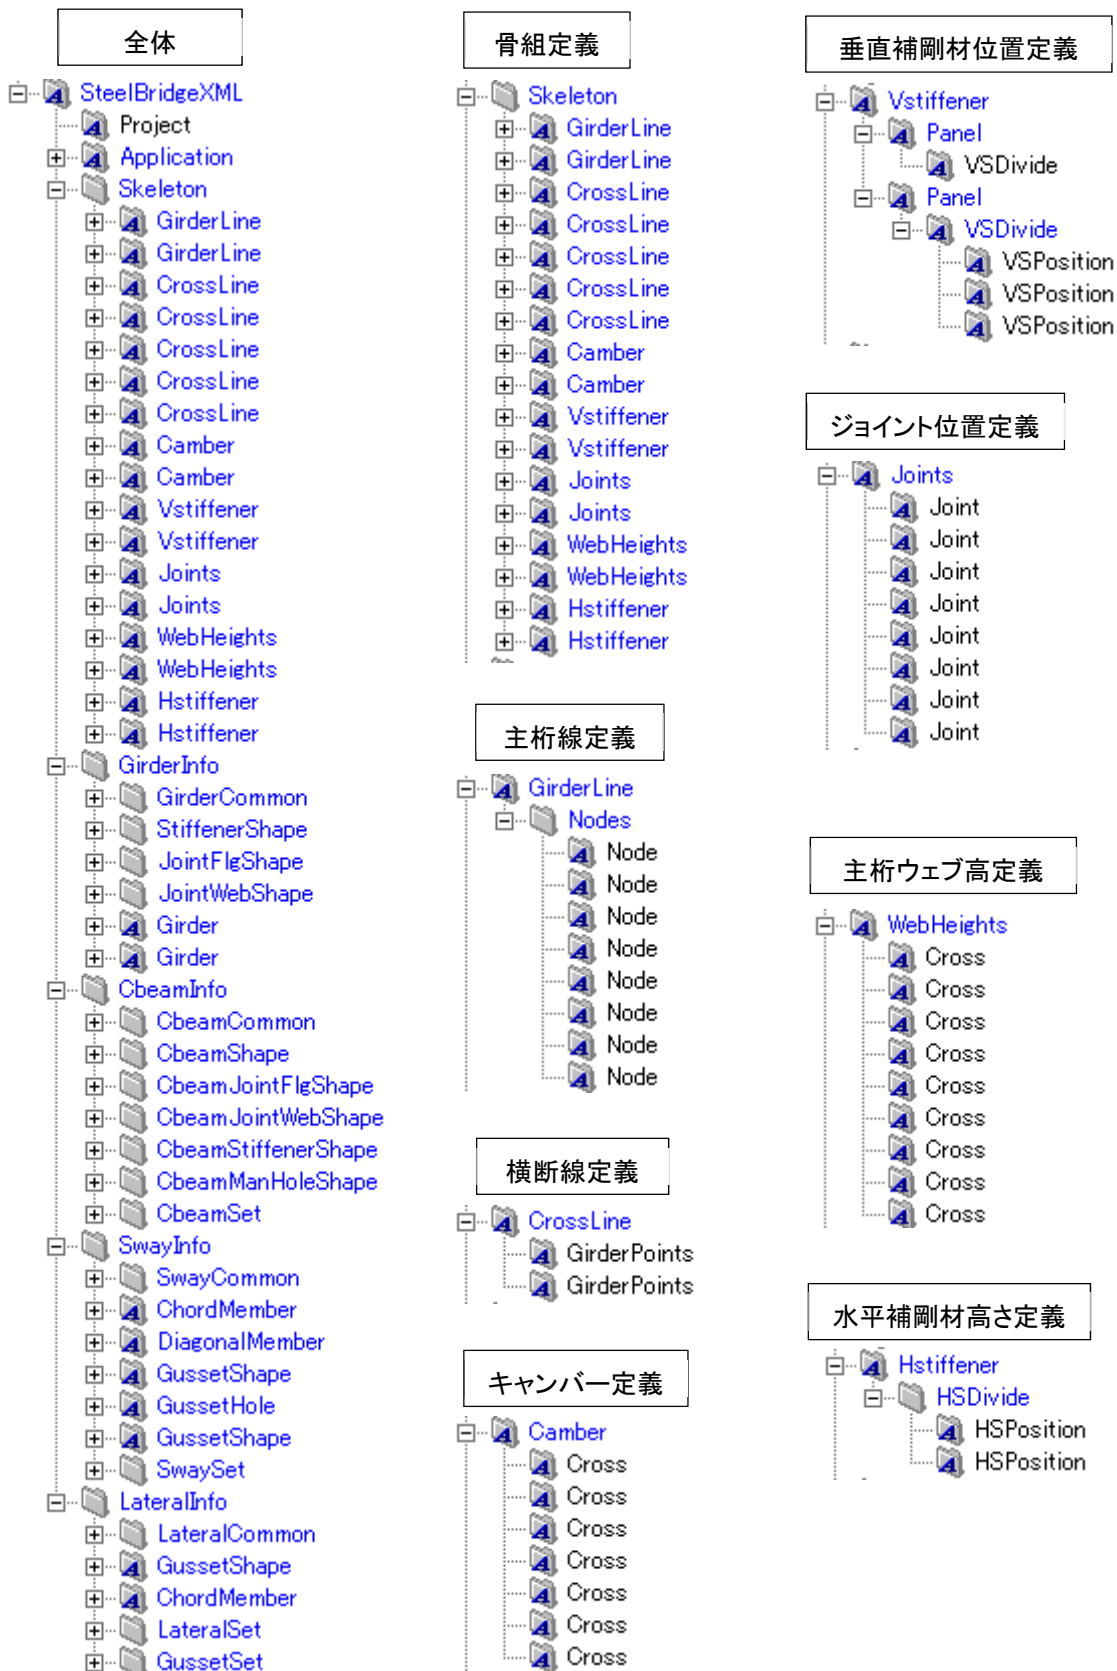 全体
SteelBridgeXML
Project
Application
Skeleton
GirderLine
GirderLine
CrossLine
CrossLine
CrossLine
CrossLine
CrossLine
Camber
Camber
Vstiffener
Vstiffener
Joints
Joints
WebHeights
WebHeights
Hstiffener
Hstiffener
GirderInfo
GirderCommon
StiffenerShape
JointFlgShape
JointWebShape
Girder
Girder
CbeamInfo
CbeamCommon
CbeamShape
CbeamJointFlgShape
CbeamJointWebShape
CbeamStiffenerShape
CbeamManHoleShape
CbeamSet
SwayInfo
SwayCommon
ChordMember
DiagonalMember
GussetShape
GussetHole
GussetShape
SwaySet
LateralInfo
LateralCommon
GussetShape
ChordMember
LateralSet
GussetSet
骨組定義
Skeleton
GirderLine
GirderLine
CrossLine
CrossLine
CrossLine
CrossLine
CrossLine
Camber
Camber
Vstiffener
Vstiffener
Joints
Joints
WebHeights
WebHeights
Hstiffener
Hstiffener
主桁線定義
GirderLine
Nodes
Node
Node
Node
Node
Node
Node
Node
Node
横断線定義
CrossLine
GirderPoints
GirderPoints
キャンバー定義
Camber
Cross
Cross
Cross
Cross
Cross
Cross
Cross
垂直補剛材位置定義
Vstiffener
Panel
VSDivide
Panel
VSDivide
VSPosition
VSPosition
VSPosition
ジョイント位置定義
Joints
Joint
Joint
Joint
Joint
Joint
Joint
Joint
Joint
主桁ウェブ高定義
WebHeights
Cross
Cross
Cross
Cross
Cross
Cross
Cross
Cross
Cross
水平補剛材高さ定義
Hstiffener
HSDivide
HSPosition
HSPosition